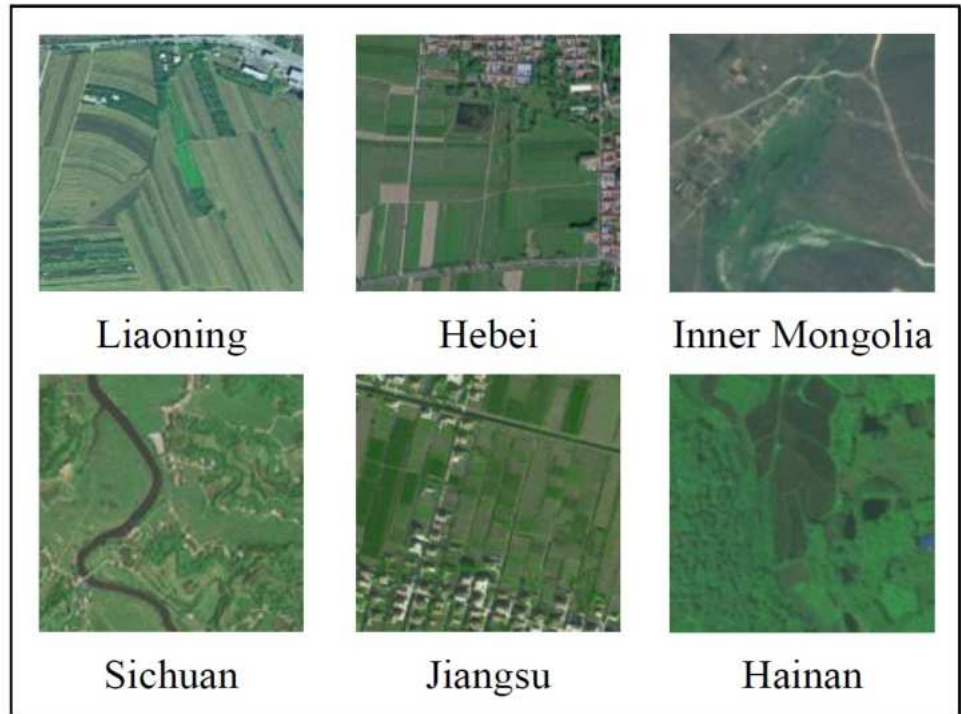 Liaoning
Hebei
Inner Mongolia
Sichuan
Jiangsu
Hainan